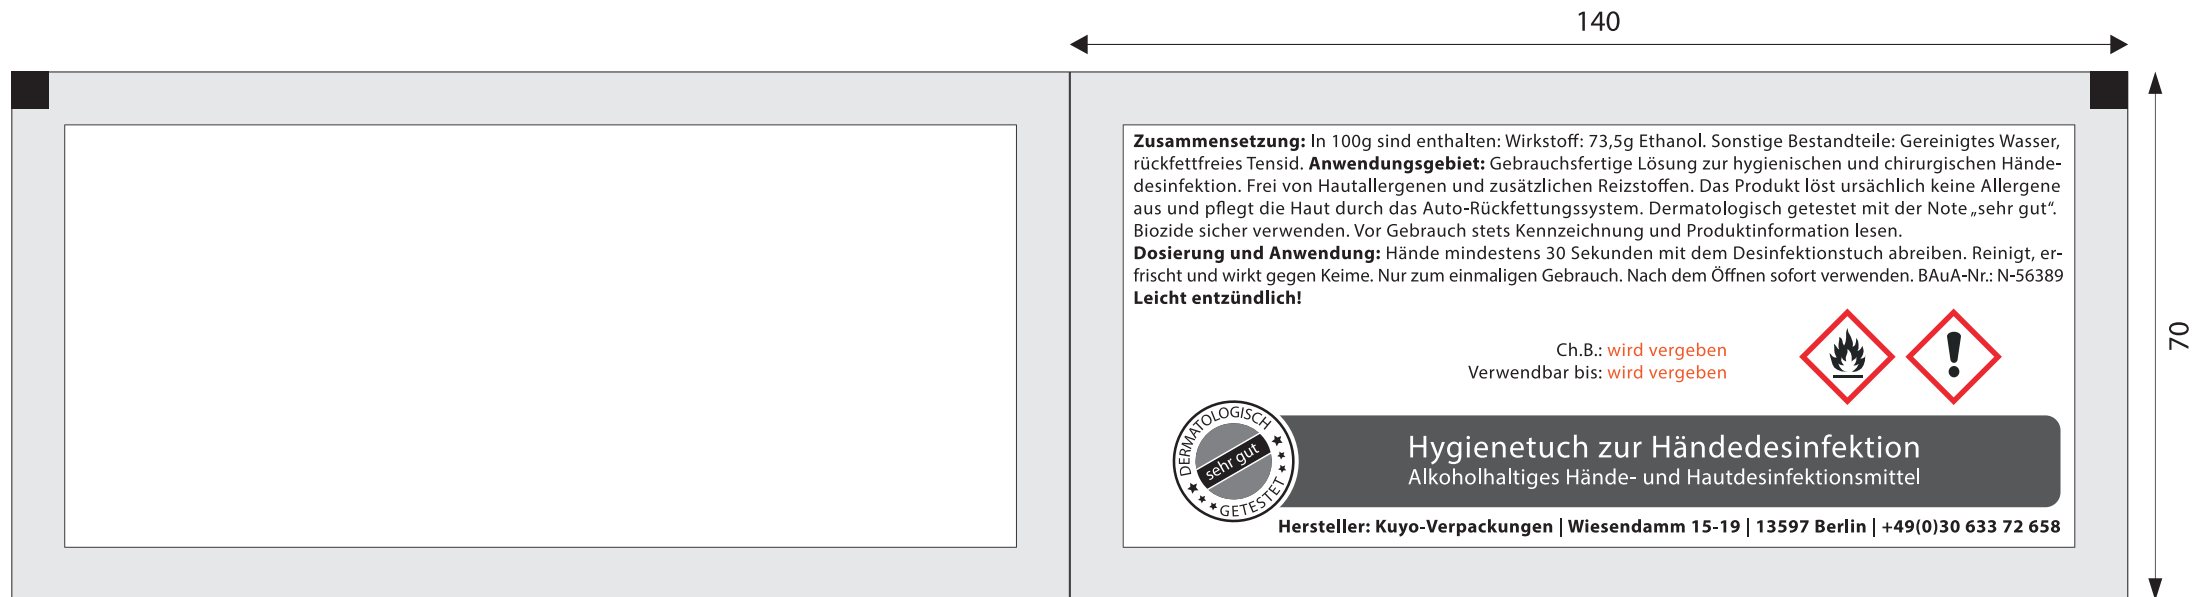 140
Zusammensetzung: In 100g sind enthalten: Wirkstoff: 73,5g Ethanol. Sonstige Bestandteile: Gereinigtes Wasser,
rückfettfreies Tensid. Anwendungsgebiet: Gebrauchsfertige Lösung zur hygienischen und chirurgischen Hände-
desinfektion. Frei von Hautallergenen und zusätzlichen Reizstoffen. Das Produkt löst ursächlich keine Allergene
aus und pflegt die Haut durch das Auto-Rückfettungssystem. Dermatologisch getestet mit der Note „sehr gut“.
Biozide sicher verwenden. Vor Gebrauch stets Kennzeichnung und Produktinformation lesen.
Dosierung und Anwendung: Hände mindestens 30 Sekunden mit dem Desinfektionstuch abreiben. Reinigt, er-
frischt und wirkt gegen Keime. Nur zum einmaligen Gebrauch. Nach dem Öffnen sofort verwenden. BAuA-Nr.: N-56389
Leicht entzündlich!
70
Ch.B.: wird vergeben
Verwendbar bis: wird vergeben
DERMATOLOGISCH
sehr gut
GETESTET
Hygienetuch zur Händedesinfektion
Alkoholhaltiges Hände- und Hautdesinfektionsmittel
Hersteller: Kuyo-Verpackungen | Wiesendamm 15-19 | 13597 Berlin | +49(0)30 633 72 658